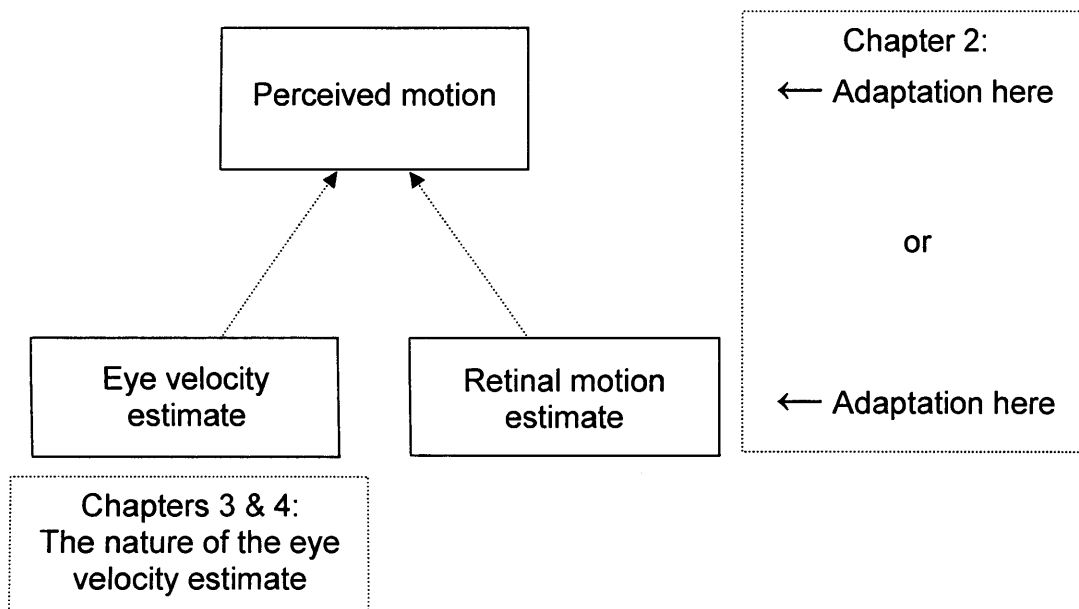 Perceived motion
Eye velocity
estimate
Retinal motion
estimate
Chapters 3 & 4:
The nature of the eye
velocity estimate
Chapter 2:
← Adaptation here
or
← Adaptation here